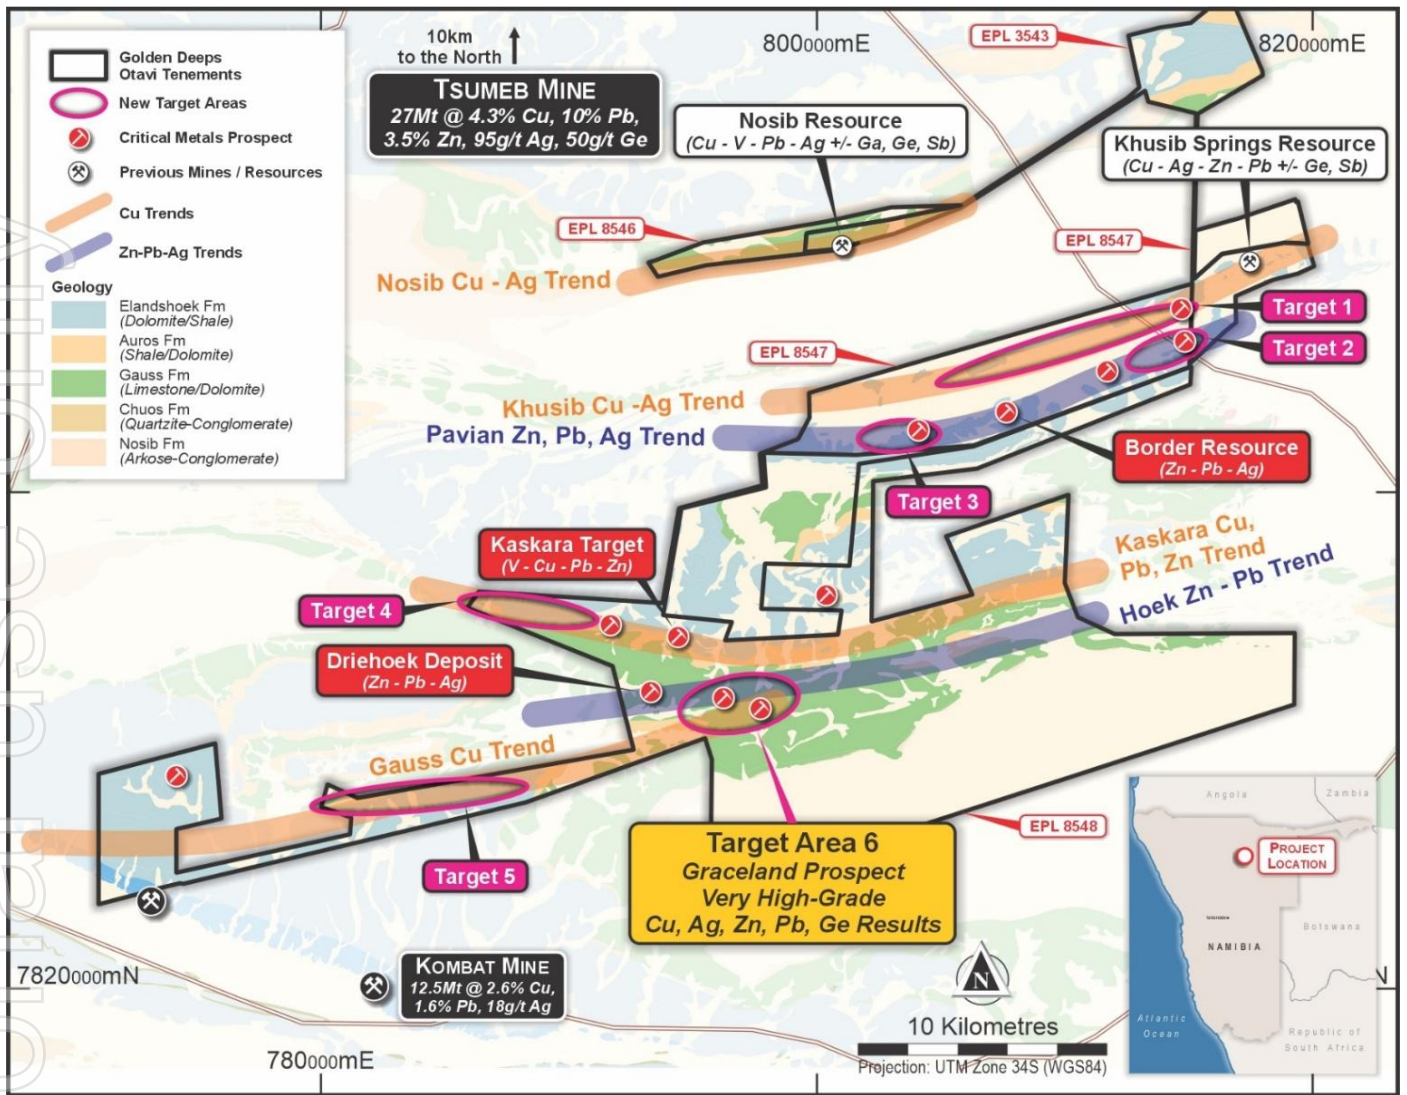 10km
to the North
800000mE
EPL 3543
820000mE
Golden Deeps
Otavi Tenements
New Target Areas
Critical Metals Prospect
Previous Mines / Resources
Cu Trends
Zn-Pb-Ag Trends
Geology
Elandshoek Fm
(Dolomite/Shale)
Auros Fm
(Shale/Dolomite)
Gauss Fm
(Limestone/Dolomite)
Chuos Fm
(Quartzite-Conglomerate)
Nosib Fm
(Arkose-Conglomerate)
TSUMEB MINE
27Mt @ 4.3% Cu, 10% Pb,
3.5% Zn, 95g/t Ag, 50g/t Ge
Nosib Resource
(Cu - V - Pb - Ag +/- Ga, Ge, Sb)
Khusib Springs Resource
(Cu - Ag - Zn - Pb +/- Ge, Sb)
EPL 8546
EPL 8547
Nosib Cu - Ag Trend
Target 1
Target 2
EPL 8547
Khusib Cu -Ag Trend
Pavian Zn, Pb, Ag Trend
Border Resource
(Zn - Pb - Ag)
Target 3
Kaskara Target
(V - Cu - Pb - Zn)
Kaskara Cu,
Pb, Zn Trend
Hoek Zn - Pb Trend
Target 4
Driehoek Deposit
(Zn - Pb - Ag)
Gauss Cu Trend
Target 5
Target Area 6
Graceland Prospect
Very High-Grade
Cu, Ag, Zn, Pb, Ge Results
EPL 8548
Angola
Zambia
PROJECT
LOCATION
NAMIBIA
Botswana
Atlantic
Ocean
Republic of
South Africa
7820000mN
N
KOMBAT MINE
12.5Mt @ 2.6% Cu,
1.6% Pb, 18g/t Ag
N
10 Kilometres
Projection: UTM Zone 34S (WGS84)
780000mE